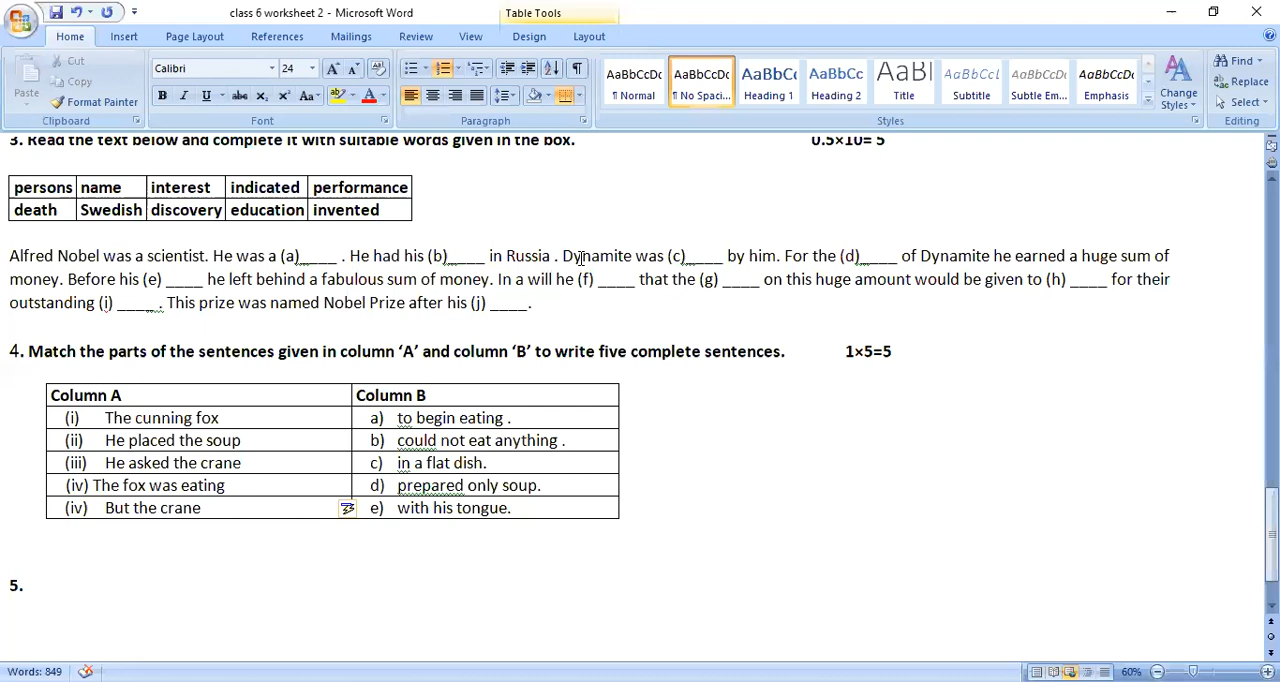 class 6 worksheet 2 - Microsoft Word
Table Tools
Home Insert Page Layout References Mailings Review View Design Layout
Paste Cut Copy Format Painter
Calibri 24
AaBbCcDc AaBbCcDc AaBbCc AaBbCc AaBl AaBbCcL AaBbCcDc AaBbCcDc
¶ Normal ¶ No Spaci... Heading 1 Heading 2 Title Subtitle Subtle Em... Emphasis
Change Styles
Find Replace Select
Clipboard Font Paragraph Styles Editing
3. Read the text below and complete it with suitable words given in the box. 0.5×10= 5
persons name interest indicated performance
death Swedish discovery education invented
Alfred Nobel was a scientist. He was a (a)_____ . He had his (b)_____ in Russia . Dynamite was (c)_____ by him. For the (d)_____ of Dynamite he earned a huge sum of
money. Before his (e) ____ he left behind a fabulous sum of money. In a will he (f) ____ that the (g) ____ on this huge amount would be given to (h) ____ for their
outstanding (i) ____ . This prize was named Nobel Prize after his (j) ____.
4. Match the parts of the sentences given in column ‘A’ and column ‘B’ to write five complete sentences. 1×5=5
Column A Column B
(i) The cunning fox a) to begin eating .
(ii) He placed the soup b) could not eat anything .
(iii) He asked the crane c) in a flat dish.
(iv) The fox was eating d) prepared only soup.
(iv) But the crane e) with his tongue.
5.
Words: 849 60%